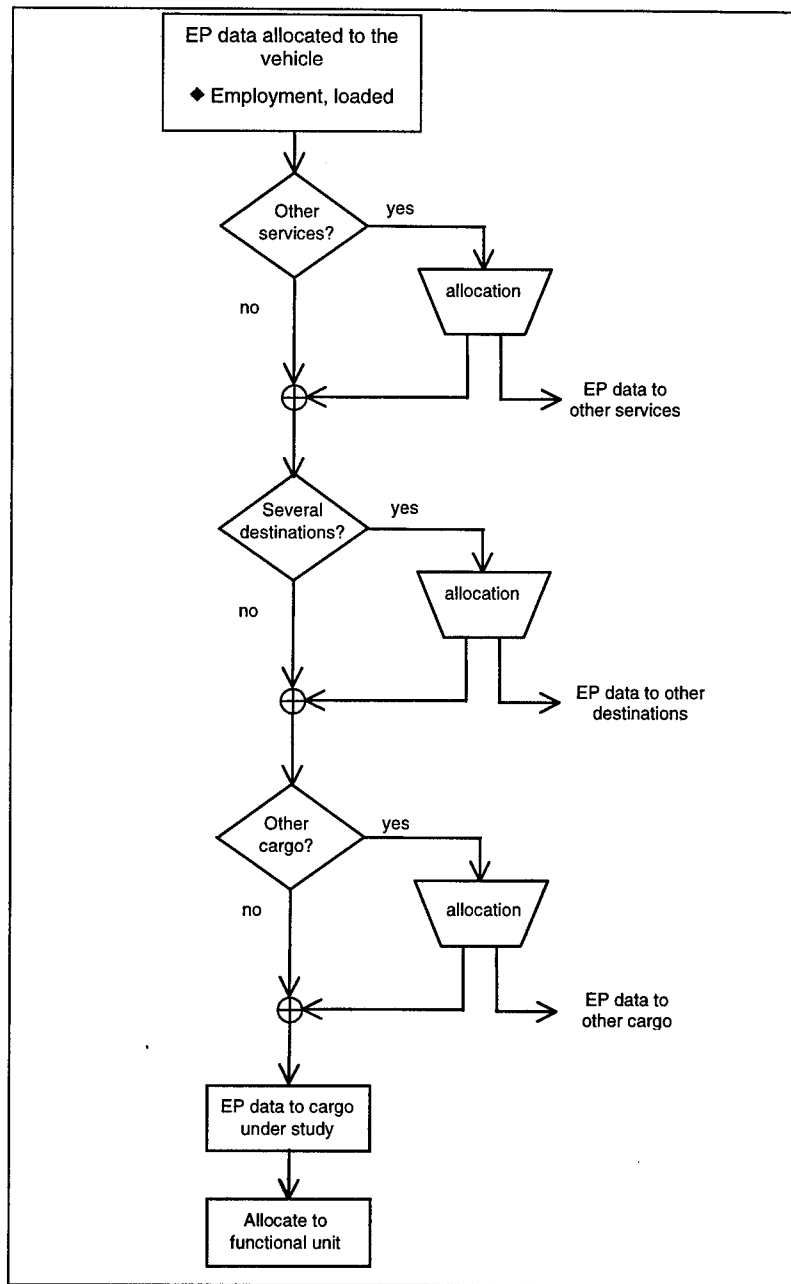 EP data allocated to the
vehicle
◆ Employment, loaded
Other
services?
yes
allocation
no
EP data to
other services
Several
destinations?
yes
allocation
no
EP data to other
destinations
Other
cargo?
yes
allocation
no
EP data to
other cargo
EP data to cargo
under study
Allocate to
functional unit